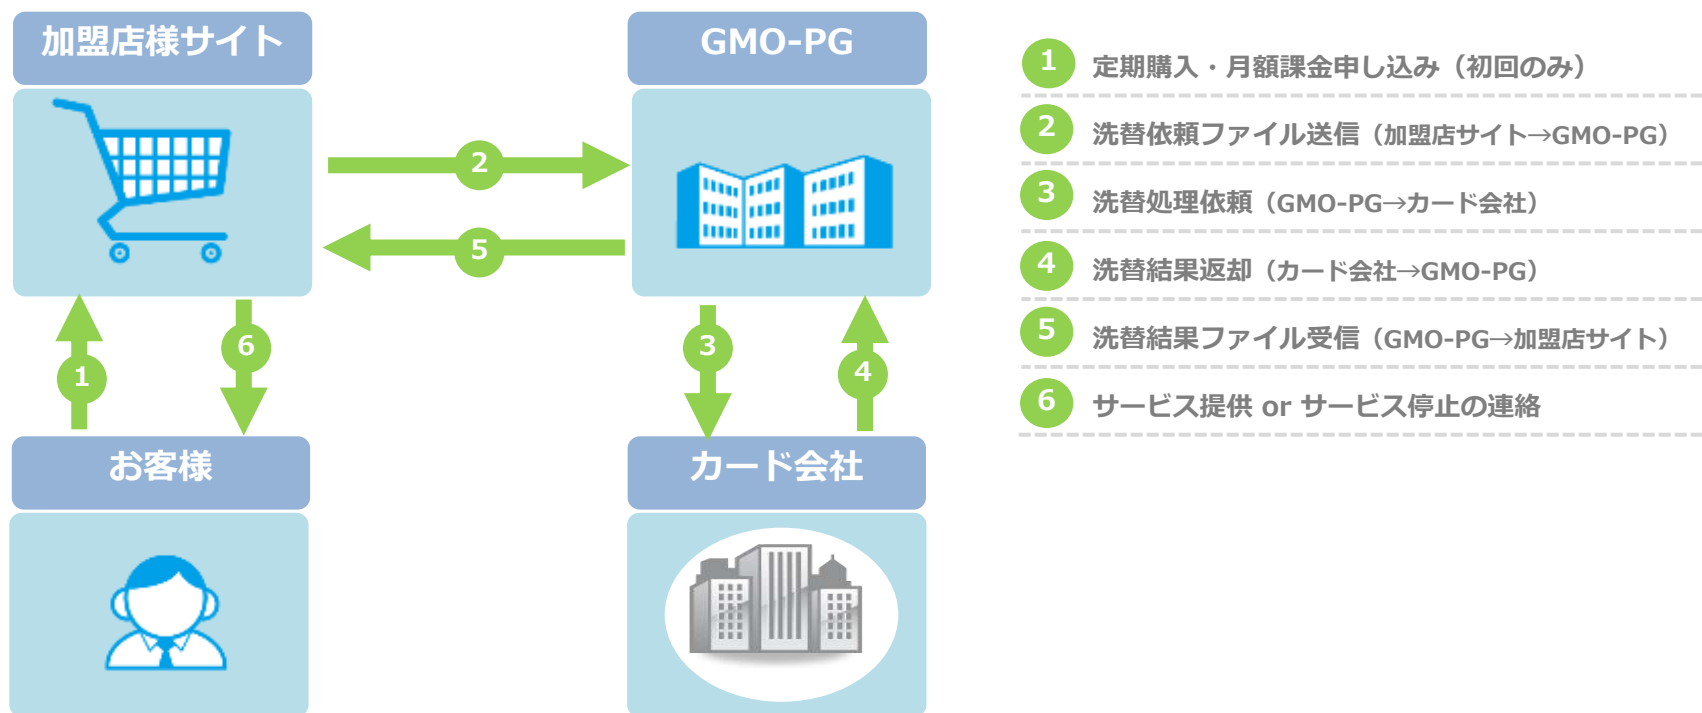 加盟店様サイト
GMO-PG
2
5
1
6
3
4
お客様
カード会社
1 定期購入・月額課金申し込み（初回のみ）
2 洗替依頼ファイル送信（加盟店サイト→GMO-PG）
3 洗替処理依頼（GMO-PG→カード会社）
4 洗替結果返却（カード会社→GMO-PG）
5 洗替結果ファイル受信（GMO-PG→加盟店サイト）
6 サービス提供 or サービス停止の連絡